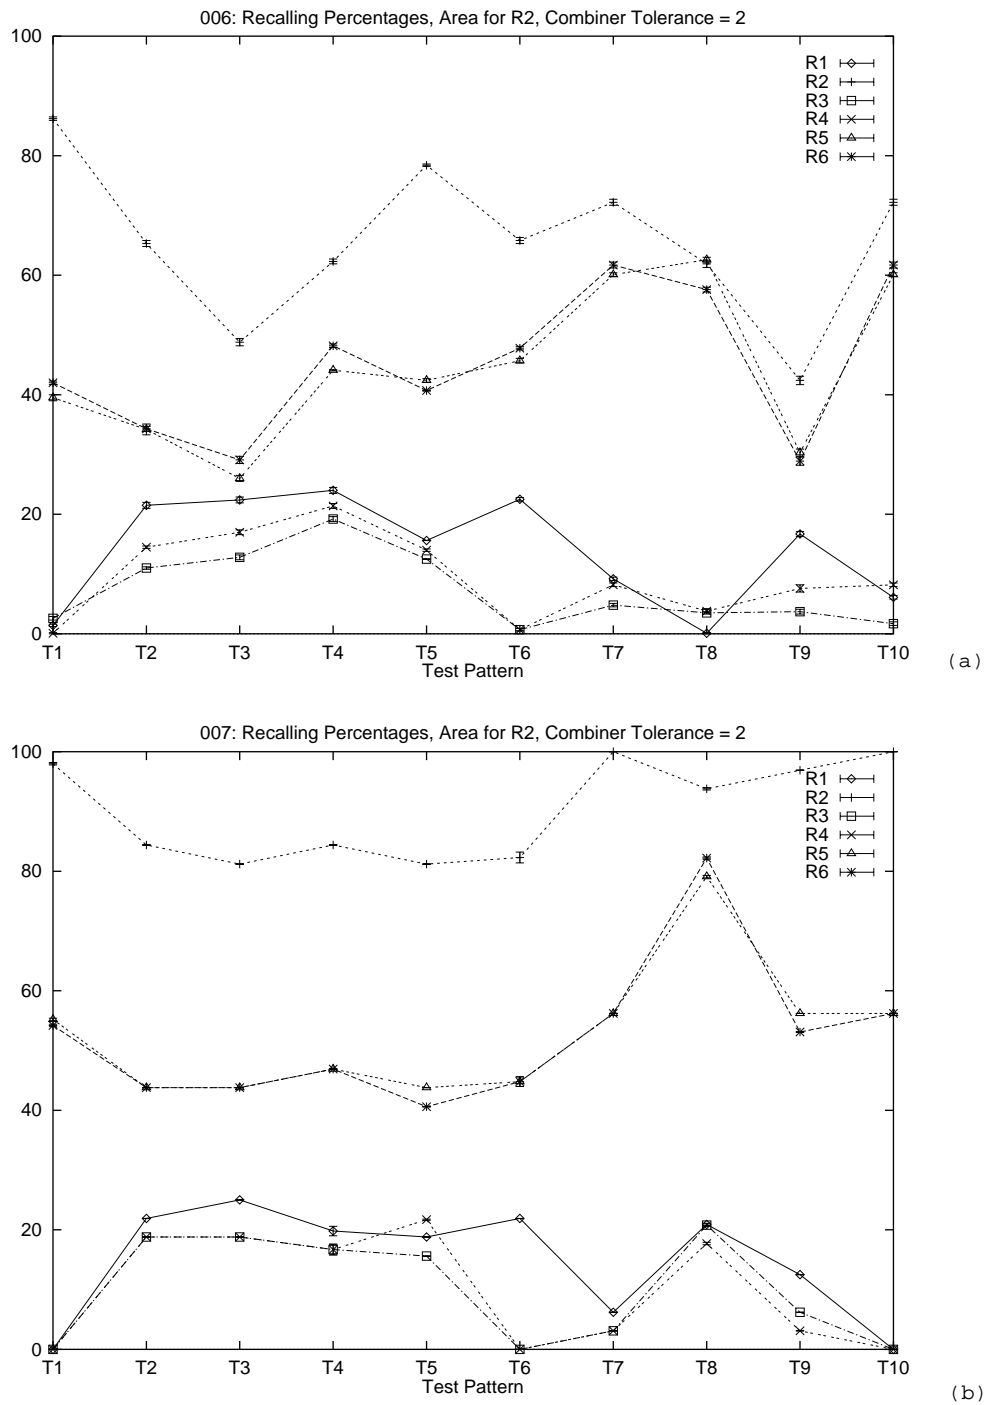 006: Recalling Percentages, Area for R2, Combiner Tolerance = 2
100
80
60
40
20
0
R1
R2
R3
R4
R5
R6
T1 T2 T3 T4 T5 T6 T7 T8 T9 T10
Test Pattern
(a)
007: Recalling Percentages, Area for R2, Combiner Tolerance = 2
100
80
60
40
20
0
R1
R2
R3
R4
R5
R6
T1 T2 T3 T4 T5 T6 T7 T8 T9 T10
Test Pattern
(b)